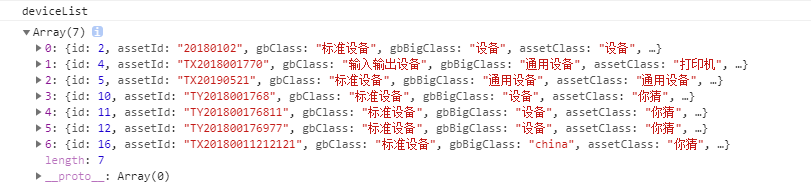 deviceList
▼Array(7) i
▶0: {id: 2, assetId: "20180102", gbClass: "标准设备", gbBigClass: "设备", assetClass: "设备", …}
▶1: {id: 4, assetId: "TX2018001770", gbClass: "输入输出设备", gbBigClass: "通用设备", assetClass: "打印机", …}
▶2: {id: 5, assetId: "TX20190521", gbClass: "标准设备", gbBigClass: "通用设备", assetClass: "通用设备", …}
▶3: {id: 10, assetId: "TY2018001768", gbClass: "标准设备", gbBigClass: "设备", assetClass: "你猜", …}
▶4: {id: 11, assetId: "TY201800176811", gbClass: "标准设备", gbBigClass: "设备", assetClass: "你猜", …}
▶5: {id: 12, assetId: "TY201800176977", gbClass: "标准设备", gbBigClass: "设备", assetClass: "你猜", …}
▶6: {id: 16, assetId: "TX20180011212121", gbClass: "标准设备", gbBigClass: "china", assetClass: "你猜", …}
length: 7
▶__proto__: Array(0)